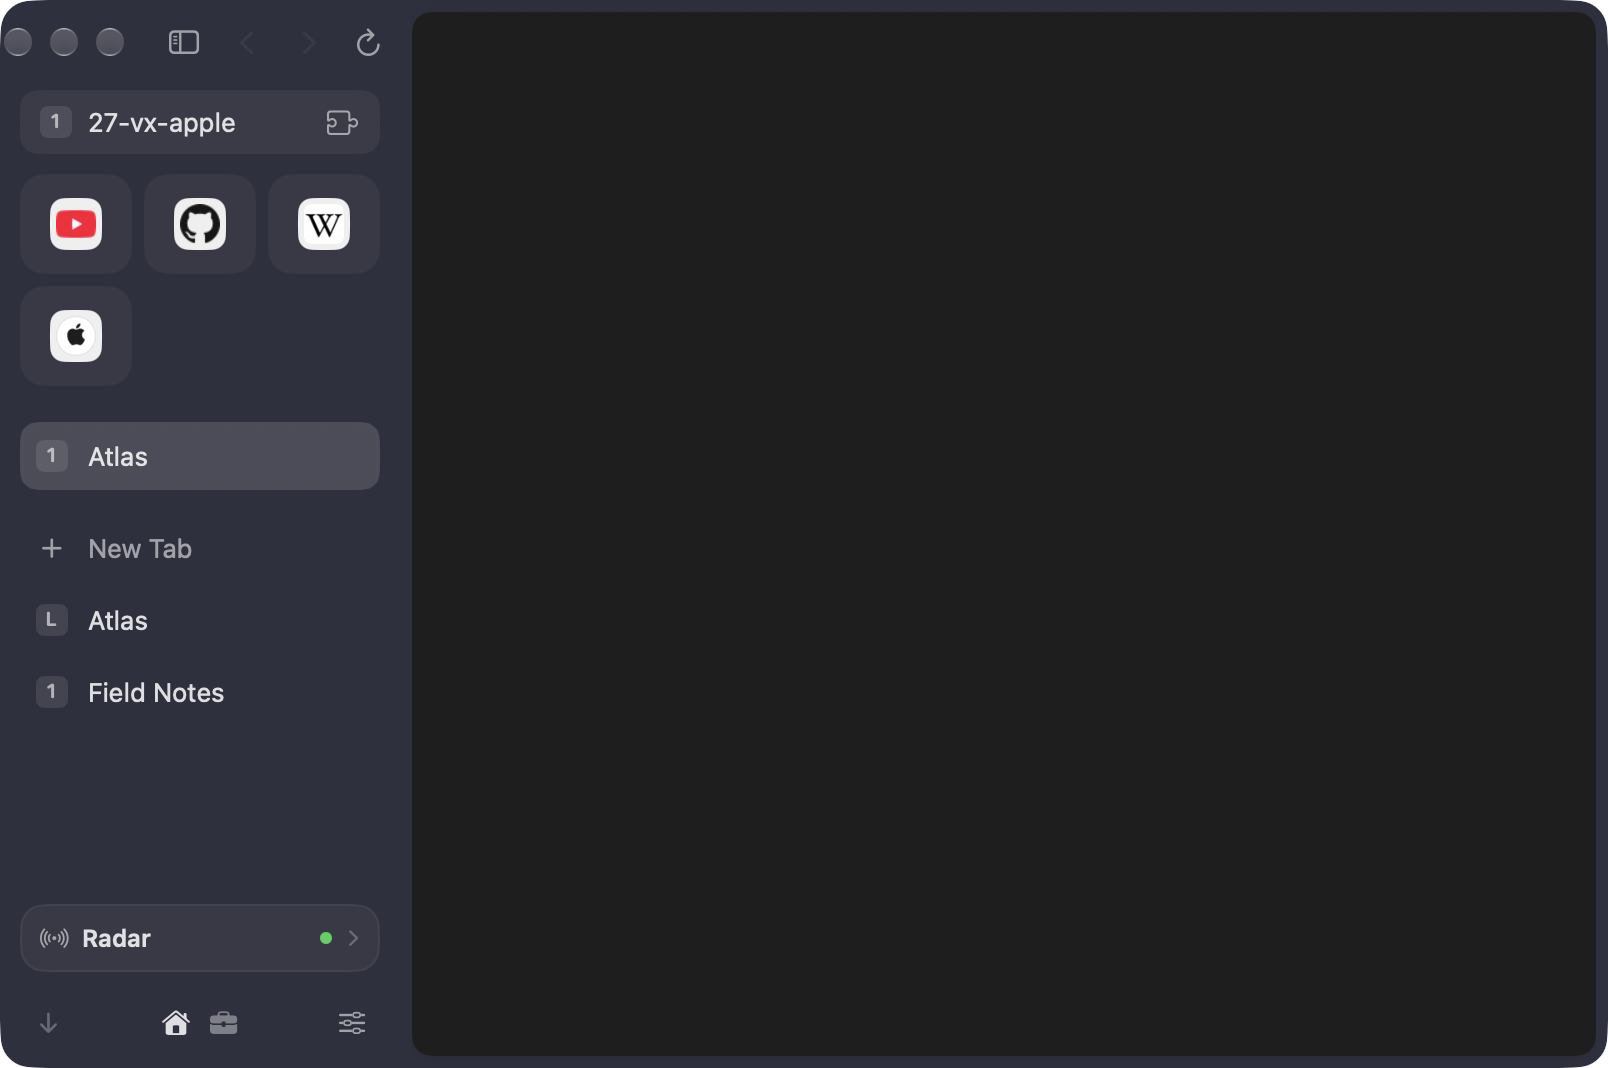 1 27-vx-apple
W
1 Atlas
New Tab
L Atlas
1 Field Notes
Radar